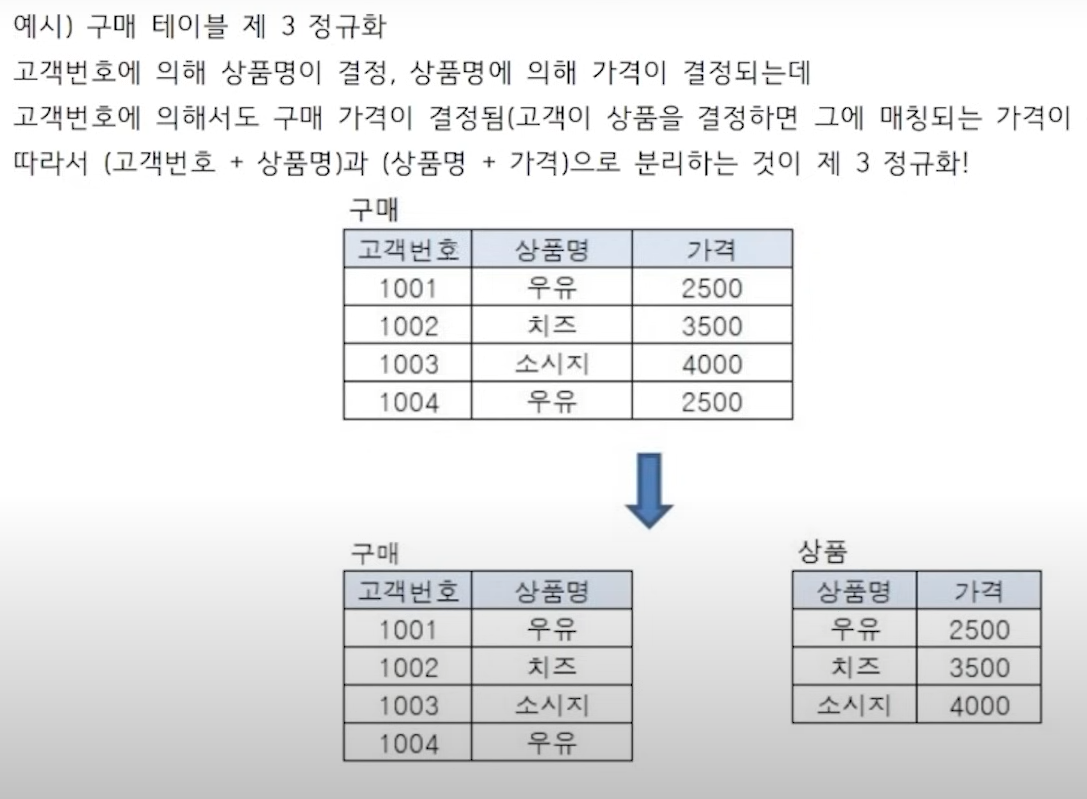 예시) 구매 테이블 제 3 정규화
고객번호에 의해 상품명이 결정, 상품명에 의해 가격이 결정되는데
고객번호에 의해서도 구매 가격이 결정됨(고객이 상품을 결정하면 그에 매칭되는 가격이
따라서 (고객번호 + 상품명)과 (상품명 + 가격)으로 분리하는 것이 제 3 정규화!
구매
고객번호 상품명 가격
1001 우유 2500
1002 치즈 3500
1003 소시지 4000
1004 우유 2500
구매
고객번호 상품명
1001 우유
1002 치즈
1003 소시지
1004 우유
상품
상품명 가격
우유 2500
치즈 3500
소시지 4000